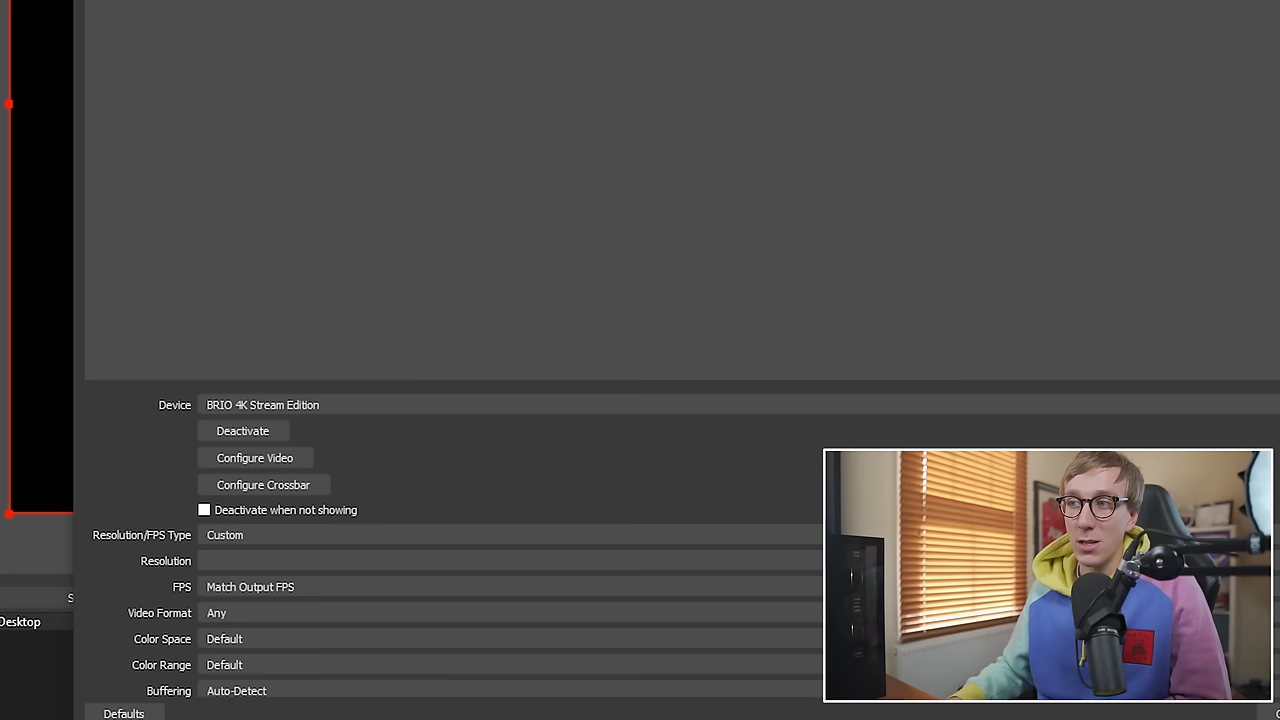 Device BRIO 4K Stream Edition
Deactivate
Configure Video
Configure Crossbar
Deactivate when not showing
Resolution/FPS Type Custom
Resolution
FPS Match Output FPS
Video Format Any
Desktop
Color Space Default
Color Range Default
Buffering Auto-Detect
Defaults